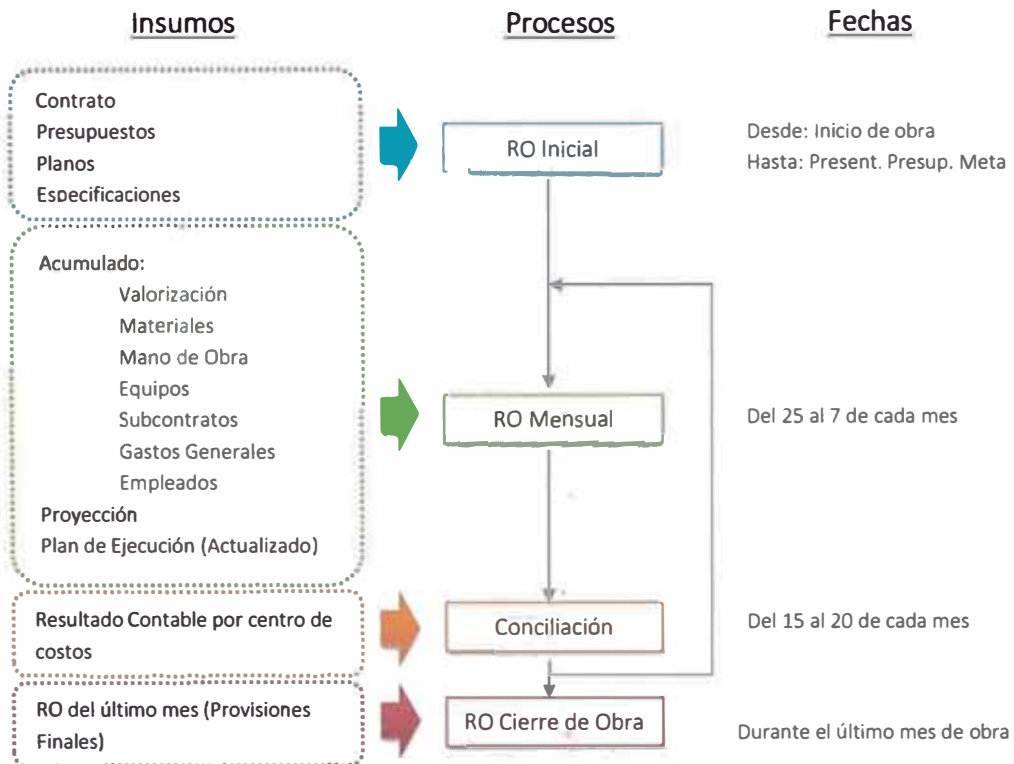 Insumos
Procesos
Fechas
Contrato
Presupuestos
Planos
Especificaciones
RO Inicial
Desde: Inicio de obra
Hasta: Present. Presup. Meta
Acumulado:
Valorización
Materiales
Mano de Obra
Equipos
Subcontratos
Gastos Generales
Empleados
Proyección
Plan de Ejecución (Actualizado)
RO Mensual
Del 25 al 7 de cada mes
Resultado Contable por centro de
costos
Conciliación
Del 15 al 20 de cada mes
RO del último mes (Provisiones
Finales)
RO Cierre de Obra
Durante el último mes de obra